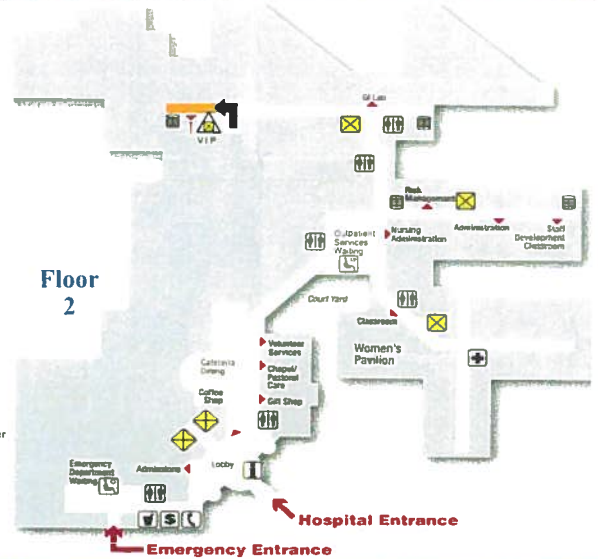 GI Lab
VIP
Risk
Management
Outpatient
Services
Waiting
Nursing
Administration
Administration
Staff
Development
Classroom
Floor
2
Court Yard
Classroom
Women's
Pavilion
Volunteer
Services
Cafeteria
Dining
Chapel/
Pastoral
Care
Coffee
Shop
Gift Shop
er
Emergency
Department
Waiting
Admissions
Lobby
i
$
Hospital Entrance
Emergency Entrance